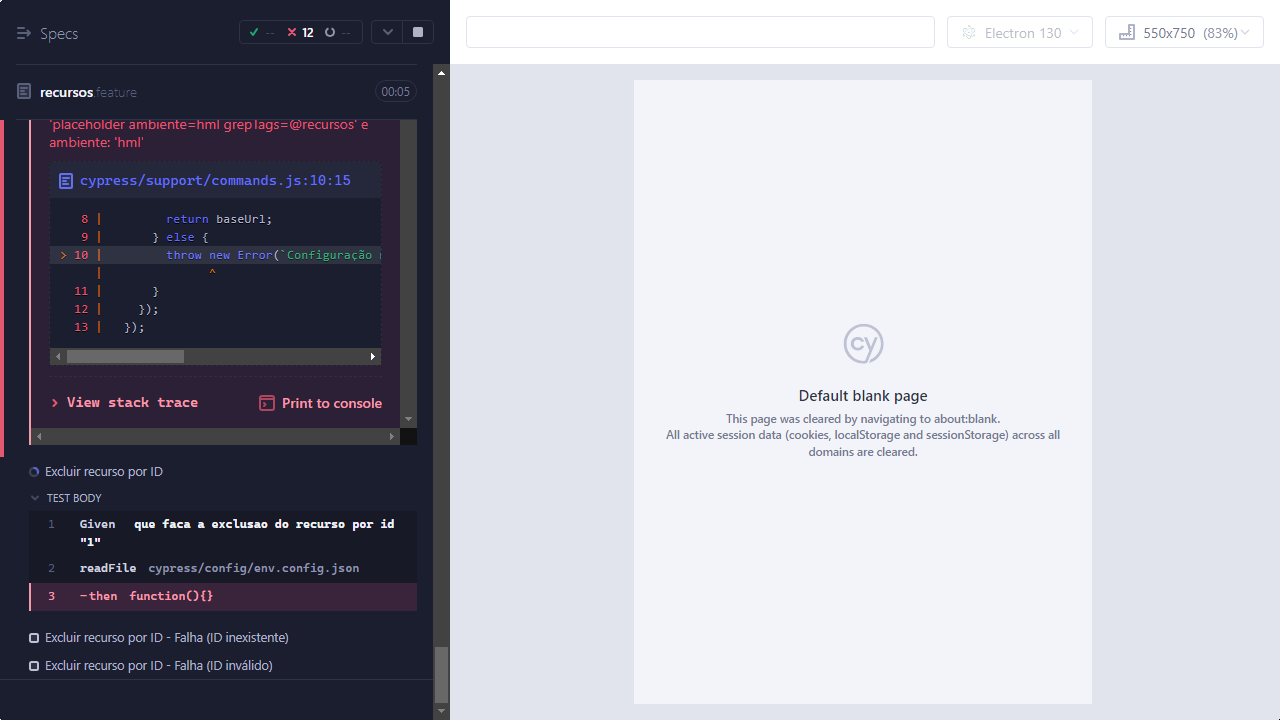 Specs
-- 12 --
Electron 130
550x750 (83%)
recursos.feature
00:05
'placeholder ambiente=hml grepTags=@recursos' e
ambiente: 'hml'
cypress/support/commands.js:10:15
8 | return baseUrl;
9 | } else {
> 10 | throw new Error(`Configuração
| ^
11 | }
12 | });
13 | });
View stack trace
Print to console
Excluir recurso por ID
TEST BODY
1 Given que faca a exclusao do recurso por id
"1"
2 readFile cypress/config/env.config.json
3 -then function(){}
Excluir recurso por ID - Falha (ID inexistente)
Excluir recurso por ID - Falha (ID inválido)
cy
Default blank page
This page was cleared by navigating to about:blank.
All active session data (cookies, localStorage and sessionStorage) across all
domains are cleared.